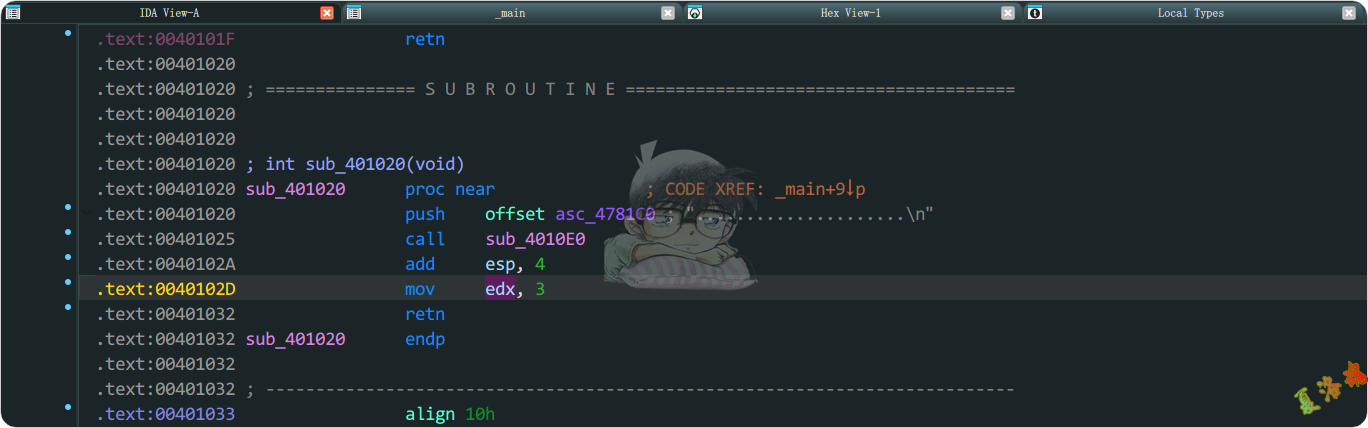 IDA View-A _main Hex View-1 Local Types
.text:0040101F retn
.text:00401020
.text:00401020 ; =============== S U B R O U T I N E =======================================
.text:00401020
.text:00401020
.text:00401020 ; int sub_401020(void)
.text:00401020 sub_401020 proc near ; CODE XREF: _main+9↓p
.text:00401020 push offset asc_4781C0 ; ".....................\n"
.text:00401025 call sub_4010E0
.text:0040102A add esp, 4
.text:0040102D mov edx, 3
.text:00401032 retn
.text:00401032 sub_401020 endp
.text:00401032
.text:00401032 ; ---------------------------------------------------------------------------
.text:00401033 align 10h
夏洛